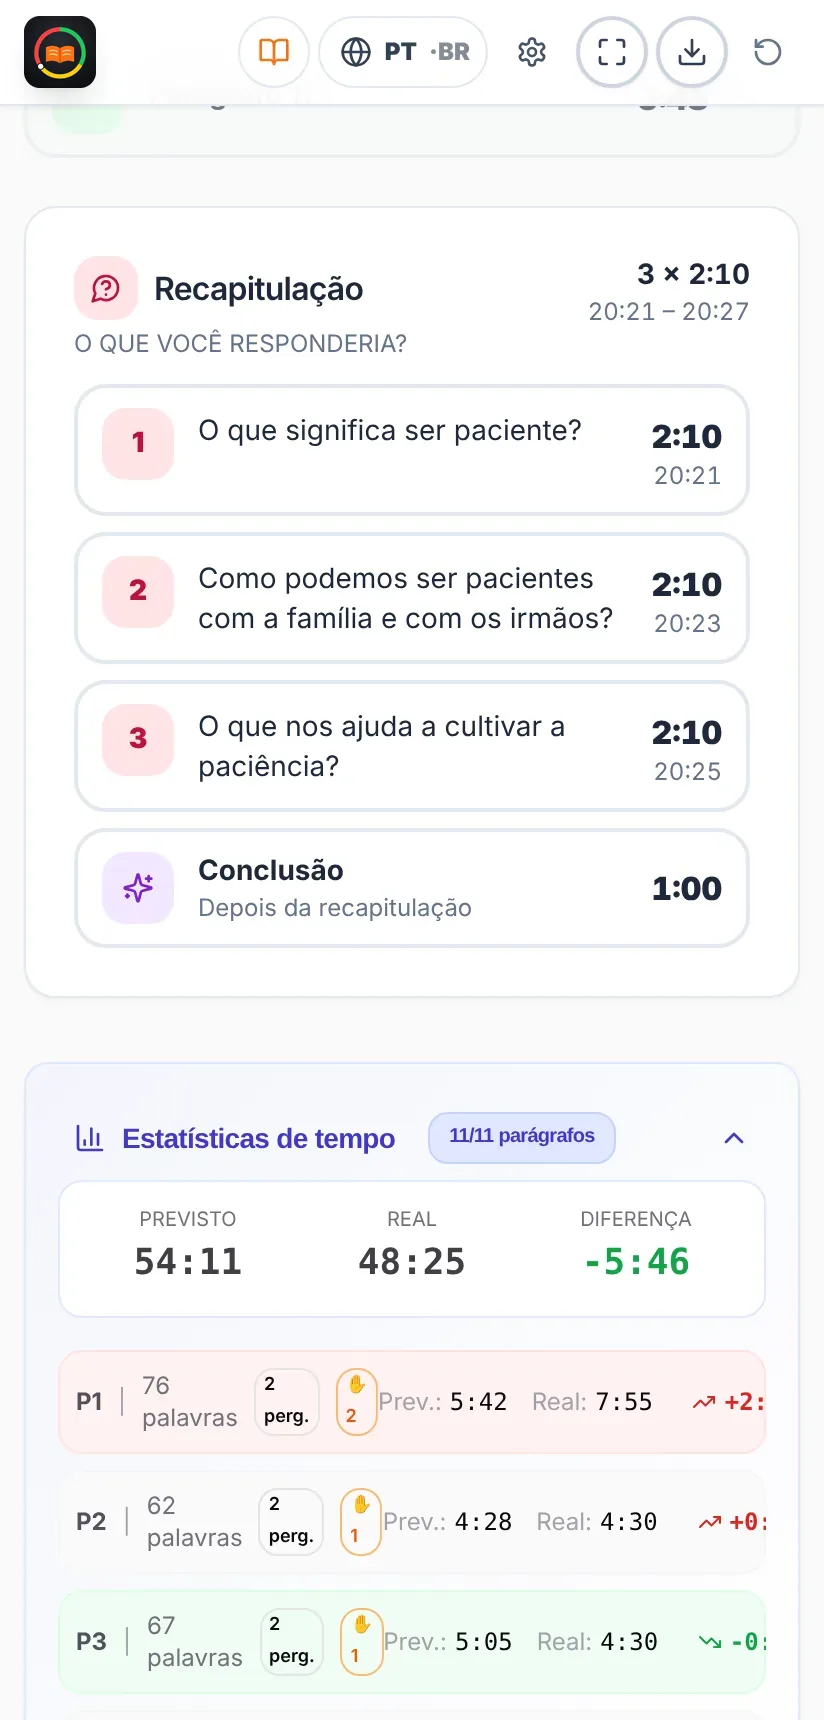 PT ·BR
Recapitulação
3 × 2:10
20:21 – 20:27
O QUE VOCÊ RESPONDERIA?
1
O que significa ser paciente?
2:10
20:21
2
Como podemos ser pacientes
com a família e com os irmãos?
2:10
20:23
3
O que nos ajuda a cultivar a
paciência?
2:10
20:25
Conclusão
Depois da recapitulação
1:00
Estatísticas de tempo
11/11 parágrafos
PREVISTO
54:11
REAL
48:25
DIFERENÇA
-5:46
P1
76
palavras
2
perg.
✋
2
Prev.: 5:42
Real: 7:55
+2:
P2
62
palavras
2
perg.
✋
1
Prev.: 4:28
Real: 4:30
+0:
P3
67
palavras
2
perg.
✋
1
Prev.: 5:05
Real: 4:30
-0: